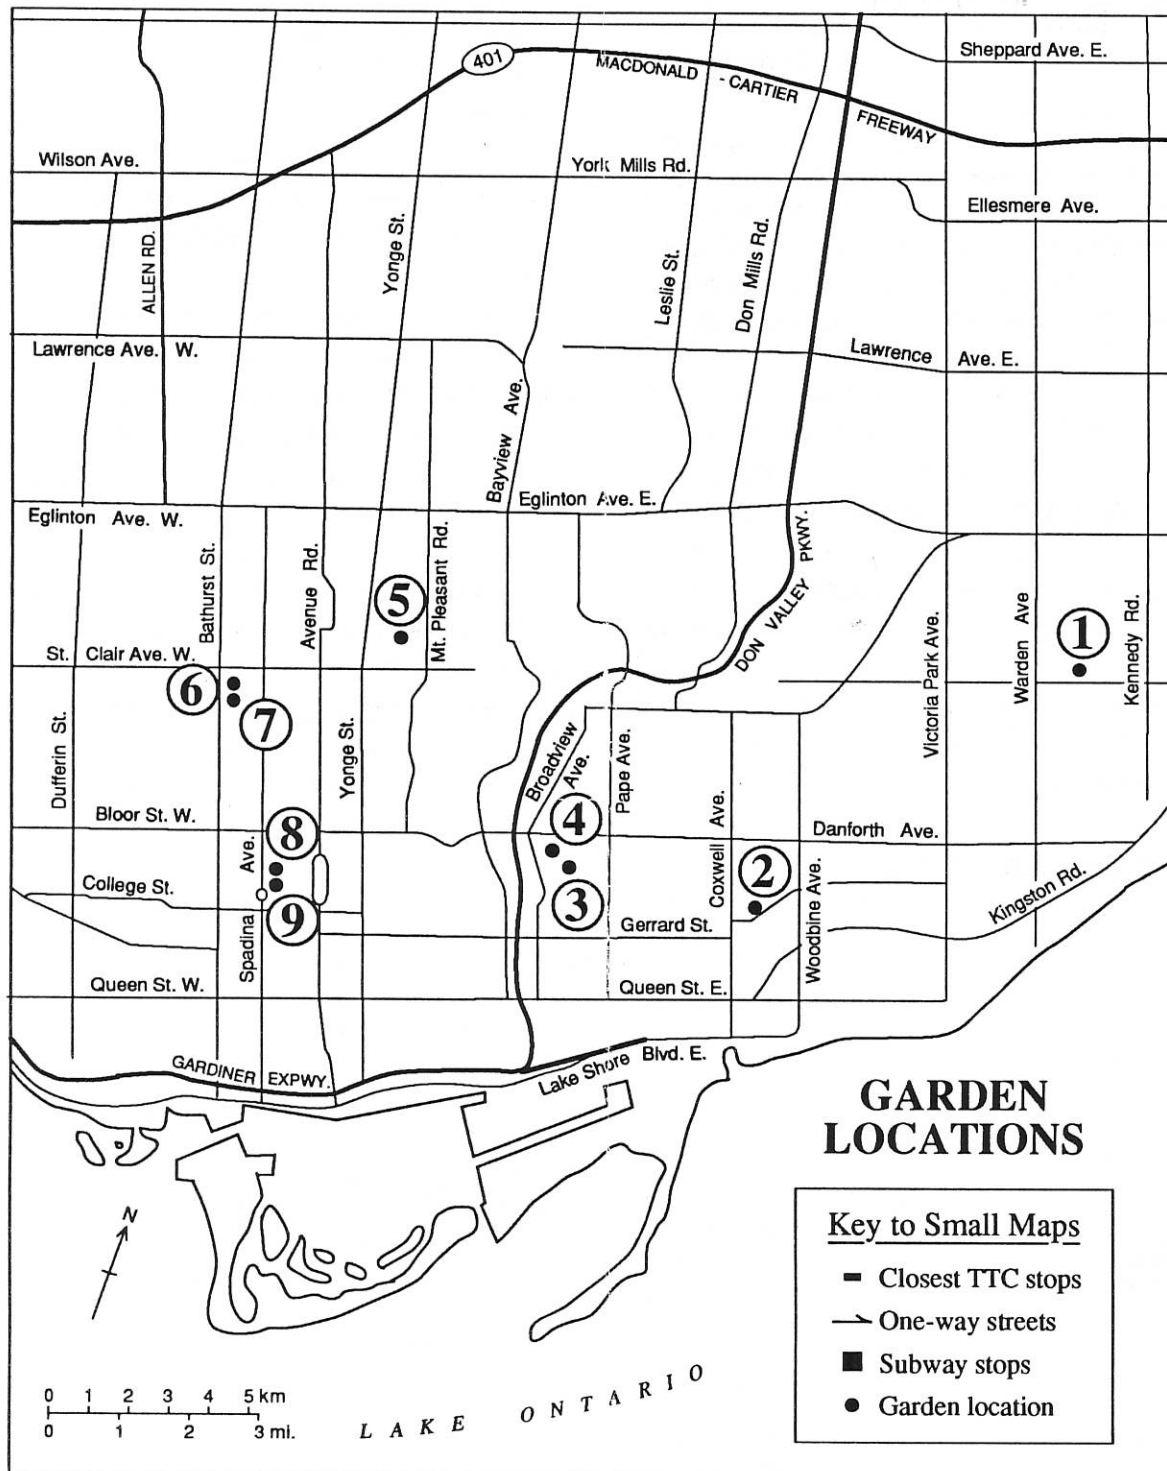 Sheppard Ave. E.
401
MACDONALD - CARTIER
FREEWAY
Wilson Ave.
York Mills Rd.
Ellesmere Ave.
ALLEN RD.
Yonge St.
Leslie St.
Don Mills Rd.
Lawrence Ave. W.
Lawrence Ave. E.
Bayview Ave.
Eglinton Ave. W.
Eglinton Ave. E.
Bathurst St.
Avenue Rd.
Mt. Pleasant Rd.
DON VALLEY PKWY.
5
1
Victoria Park Ave.
Warden Ave
Kennedy Rd.
St. Clair Ave. W.
6
7
Dufferin St.
Yonge St.
Broadview Ave.
Pape Ave.
Bloor St. W.
8
4
Coxwell Ave.
Danforth Ave.
College St.
Spadina Ave.
9
3
2
Woodbine Ave.
Kingston Rd.
Gerrard St.
Queen St. W.
Queen St. E.
GARDINER EXPWY.
Lake Shore Blvd. E.
GARDEN
LOCATIONS
N
Key to Small Maps
Closest TTC stops
One-way streets
Subway stops
Garden location
0 1 2 3 4 5 km
0 1 2 3 mi.
LAKE ONTARIO